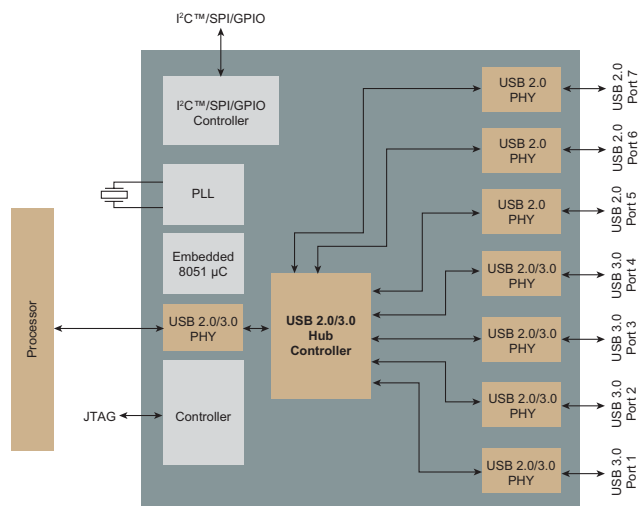 I²C™/SPI/GPIO
I²C™/SPI/GPIO
Controller
PLL
Embedded
8051 µC
USB 2.0/3.0
PHY
Controller
JTAG
Processor
USB 2.0/3.0
Hub
Controller
USB 2.0
PHY
USB 2.0
Port 7
USB 2.0
PHY
USB 2.0
Port 6
USB 2.0
PHY
USB 2.0
Port 5
USB 2.0/3.0
PHY
USB 3.0
Port 4
USB 2.0/3.0
PHY
USB 3.0
Port 3
USB 2.0/3.0
PHY
USB 3.0
Port 2
USB 2.0/3.0
PHY
USB 3.0
Port 1